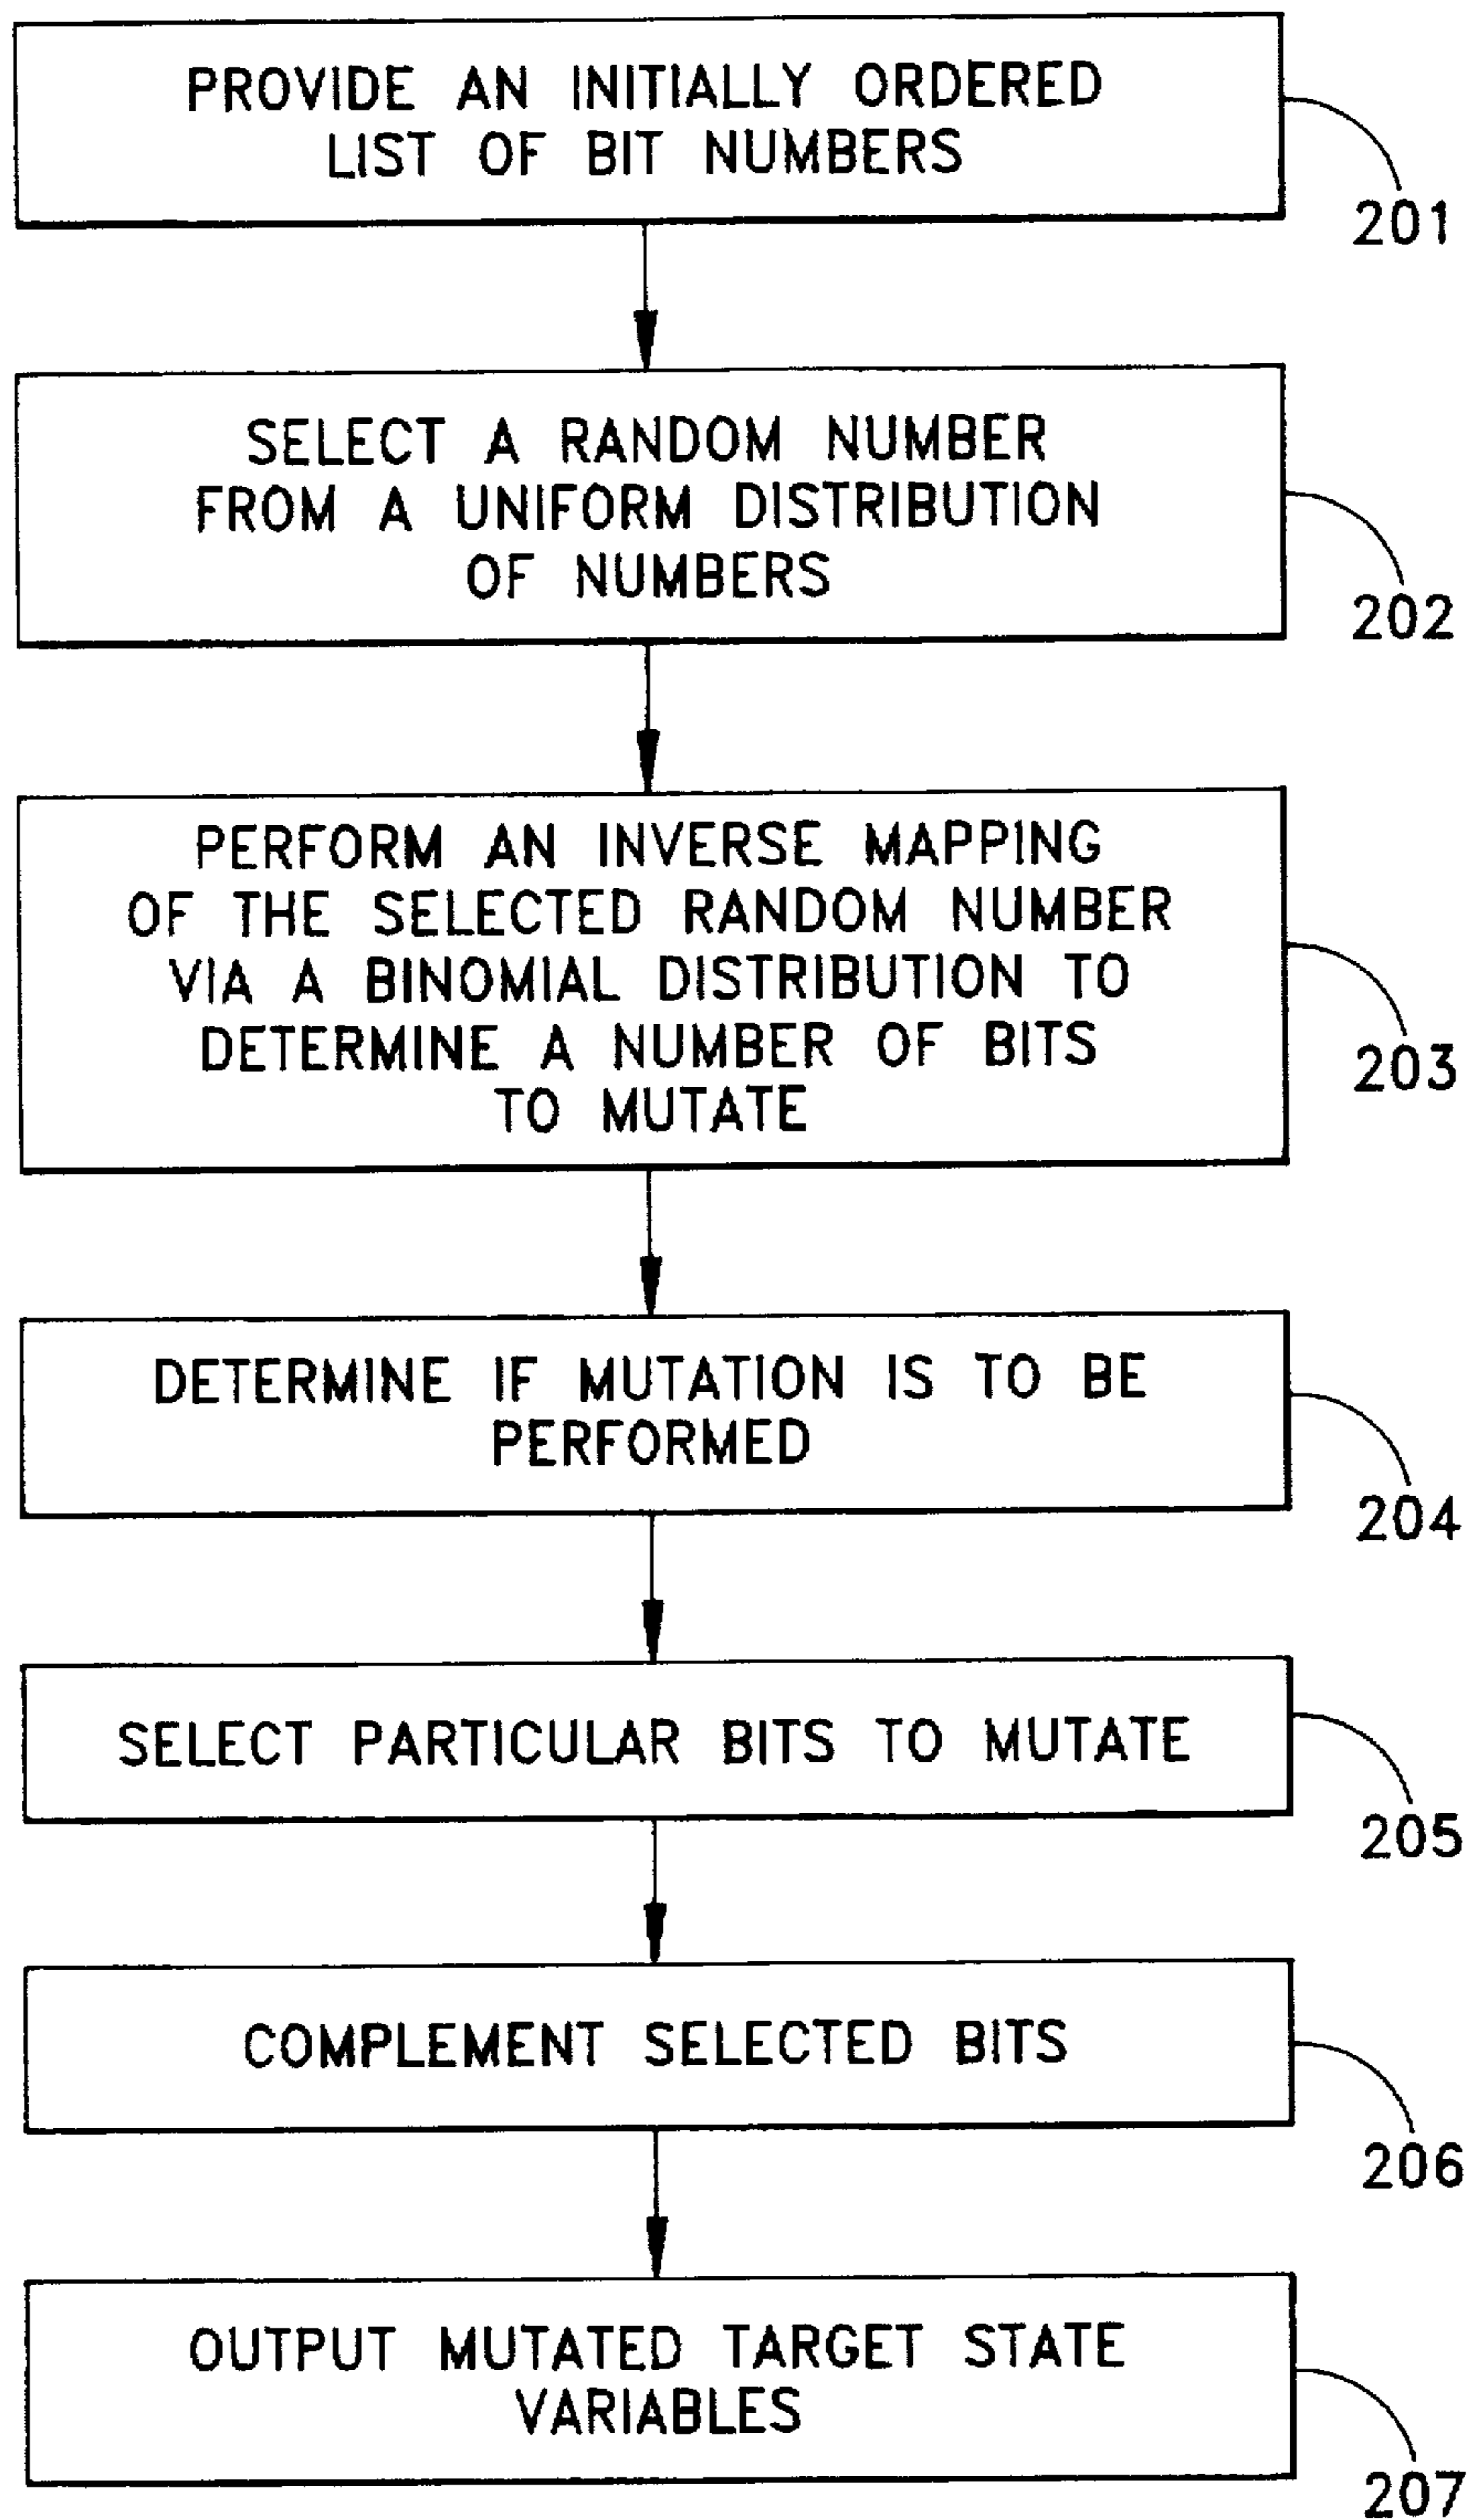 PROVIDE AN INITIALLY ORDERED
LIST OF BIT NUMBERS
201
SELECT A RANDOM NUMBER
FROM A UNIFORM DISTRIBUTION
OF NUMBERS
202
PERFORM AN INVERSE MAPPING
OF THE SELECTED RANDOM NUMBER
VIA A BINOMIAL DISTRIBUTION TO
DETERMINE A NUMBER OF BITS
TO MUTATE
203
DETERMINE IF MUTATION IS TO BE
PERFORMED
204
SELECT PARTICULAR BITS TO MUTATE
205
COMPLEMENT SELECTED BITS
206
OUTPUT MUTATED TARGET STATE
VARIABLES
207